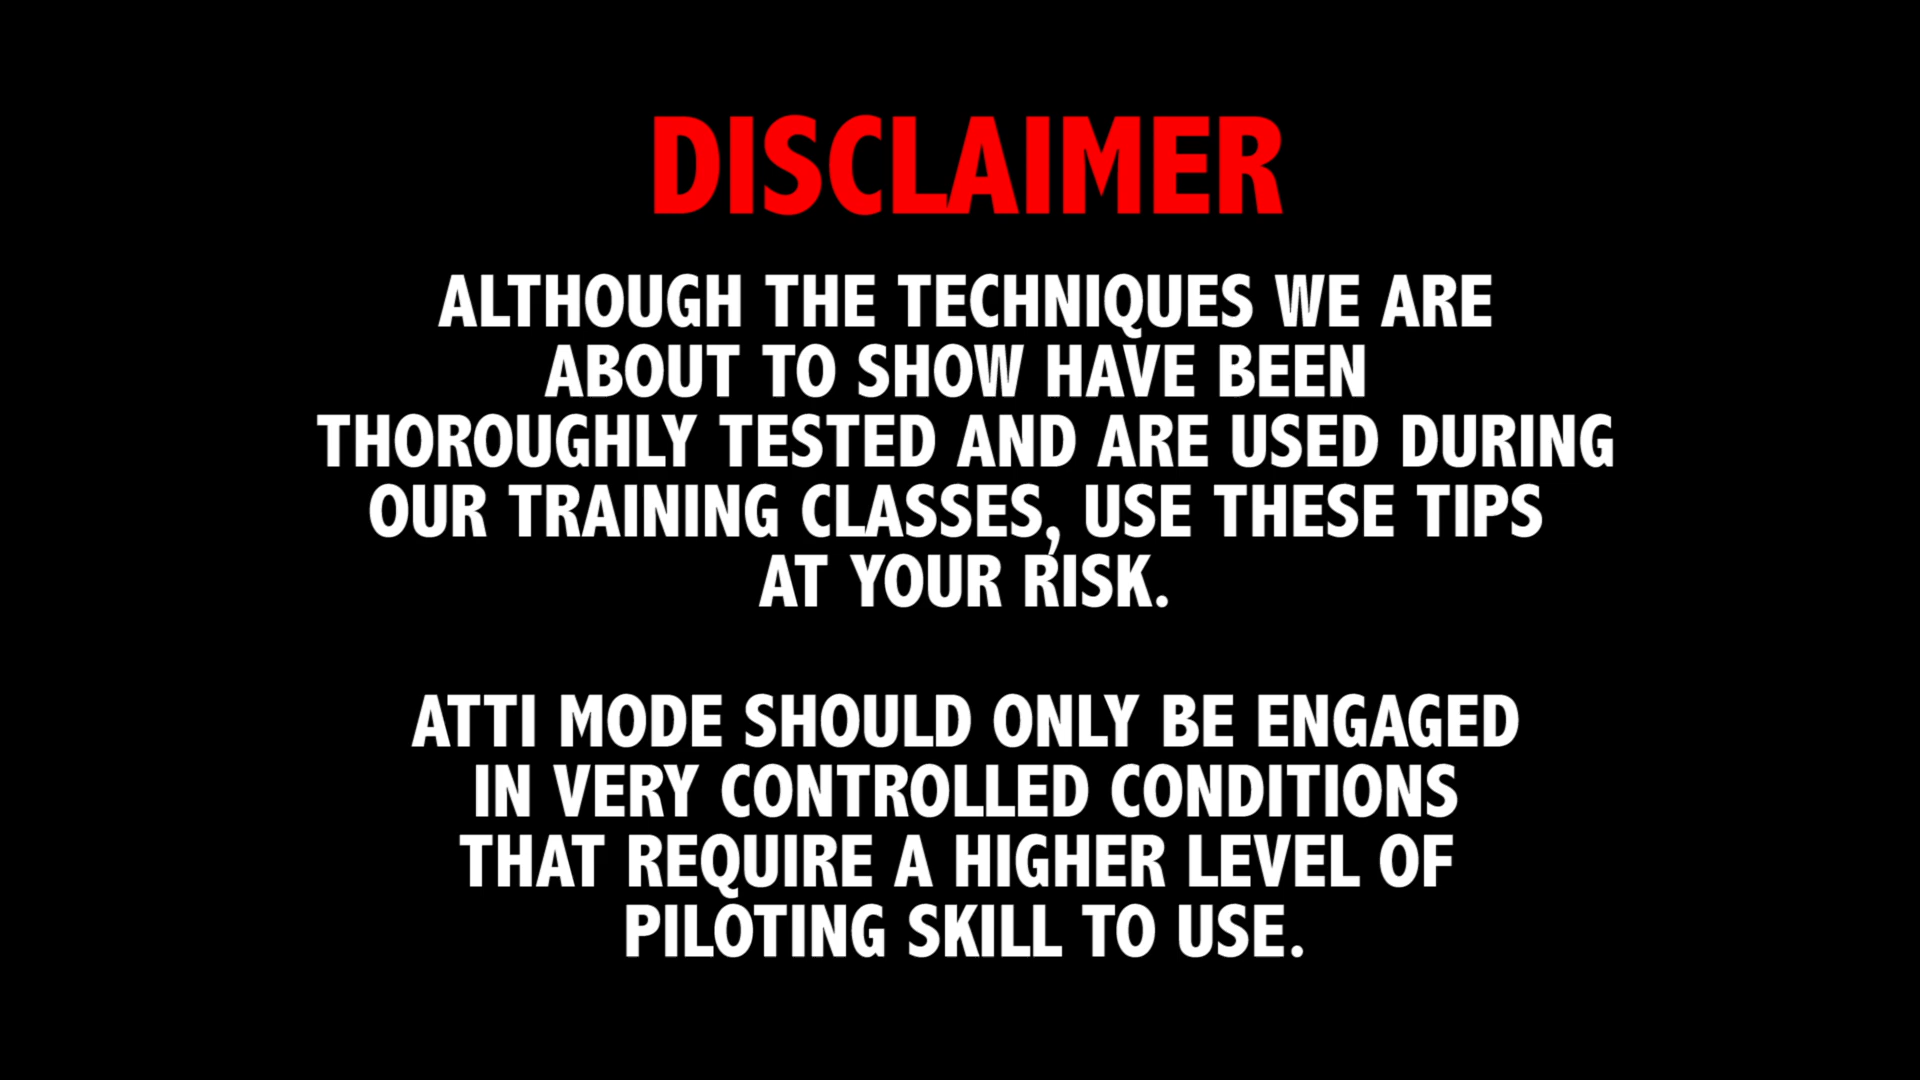 DISCLAIMER
ALTHOUGH THE TECHNIQUES WE ARE
ABOUT TO SHOW HAVE BEEN
THOROUGHLY TESTED AND ARE USED DURING
OUR TRAINING CLASSES, USE THESE TIPS
AT YOUR RISK.
ATTI MODE SHOULD ONLY BE ENGAGED
IN VERY CONTROLLED CONDITIONS
THAT REQUIRE A HIGHER LEVEL OF
PILOTING SKILL TO USE.